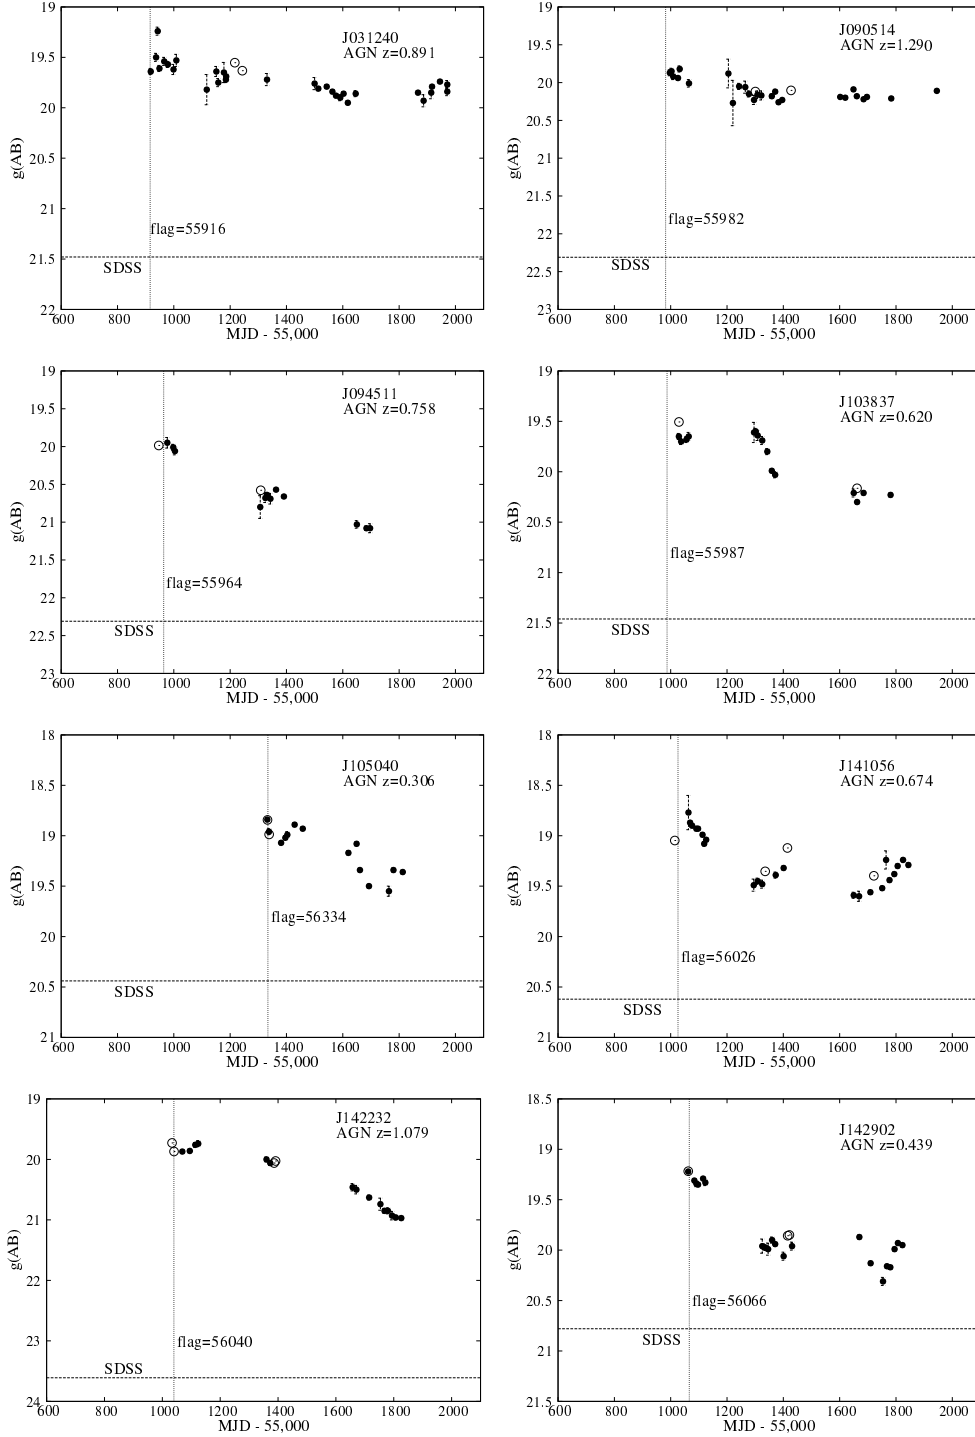 19
19.5
20
20.5
21
21.5
22
g(AB)
J031240
AGN z=0.891
flag=55916
SDSS
600
800
1000
1200
1400
1600
1800
2000
MJD - 55,000
19
19.5
20
20.5
21
21.5
22
22.5
23
g(AB)
J090514
AGN z=1.290
flag=55982
SDSS
600
800
1000
1200
1400
1600
1800
2000
MJD - 55,000
19
19.5
20
20.5
21
21.5
22
22.5
23
g(AB)
J094511
AGN z=0.758
flag=55964
SDSS
600
800
1000
1200
1400
1600
1800
2000
MJD - 55,000
19
19.5
20
20.5
21
21.5
22
g(AB)
J103837
AGN z=0.620
flag=55987
SDSS
600
800
1000
1200
1400
1600
1800
2000
MJD - 55,000
18
18.5
19
19.5
20
20.5
21
g(AB)
J105040
AGN z=0.306
flag=56334
SDSS
600
800
1000
1200
1400
1600
1800
2000
MJD - 55,000
18
18.5
19
19.5
20
20.5
21
g(AB)
J141056
AGN z=0.674
flag=56026
SDSS
600
800
1000
1200
1400
1600
1800
2000
MJD - 55,000
19
20
21
22
23
24
g(AB)
J142232
AGN z=1.079
flag=56040
SDSS
600
800
1000
1200
1400
1600
1800
2000
MJD - 55,000
18.5
19
19.5
20
20.5
21
21.5
g(AB)
J142902
AGN z=0.439
flag=56066
SDSS
600
800
1000
1200
1400
1600
1800
2000
MJD - 55,000